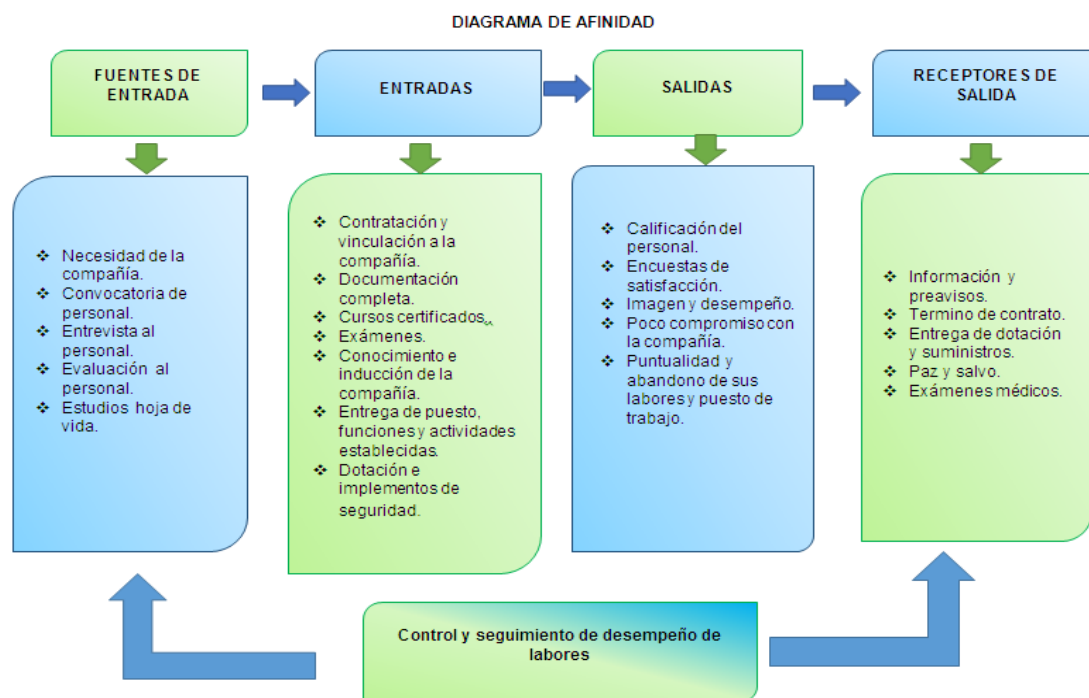 DIAGRAMA DE AFINIDAD
FUENTES DE
ENTRADA
ENTRADAS
SALIDAS
RECEPTORES DE
SALIDA
❖ Necesidad de la
compañía.
❖ Convocatoria de
personal.
❖ Entrevista al
personal.
❖ Evaluación al
personal.
❖ Estudios hoja de
vida.
❖ Contratación y
vinculación a la
compañía.
❖ Documentación
completa.
❖ Cursos certificados.
❖ Exámenes.
❖ Conocimiento e
inducción de la
compañía.
❖ Entrega de puesto,
funciones y actividades
establecidas.
❖ Dotación e
implementos de
seguridad.
❖ Calificación del
personal.
❖ Encuestas de
satisfacción.
❖ Imagen y desempeño.
❖ Poco compromiso con
la compañía.
❖ Puntualidad y
abandono de sus
labores y puesto de
trabajo.
❖ Información y
preavisos.
❖ Termino de contrato.
❖ Entrega de dotación
y suministros.
❖ Paz y salvo.
❖ Exámenes médicos.
Control y seguimiento de desempeño de
labores